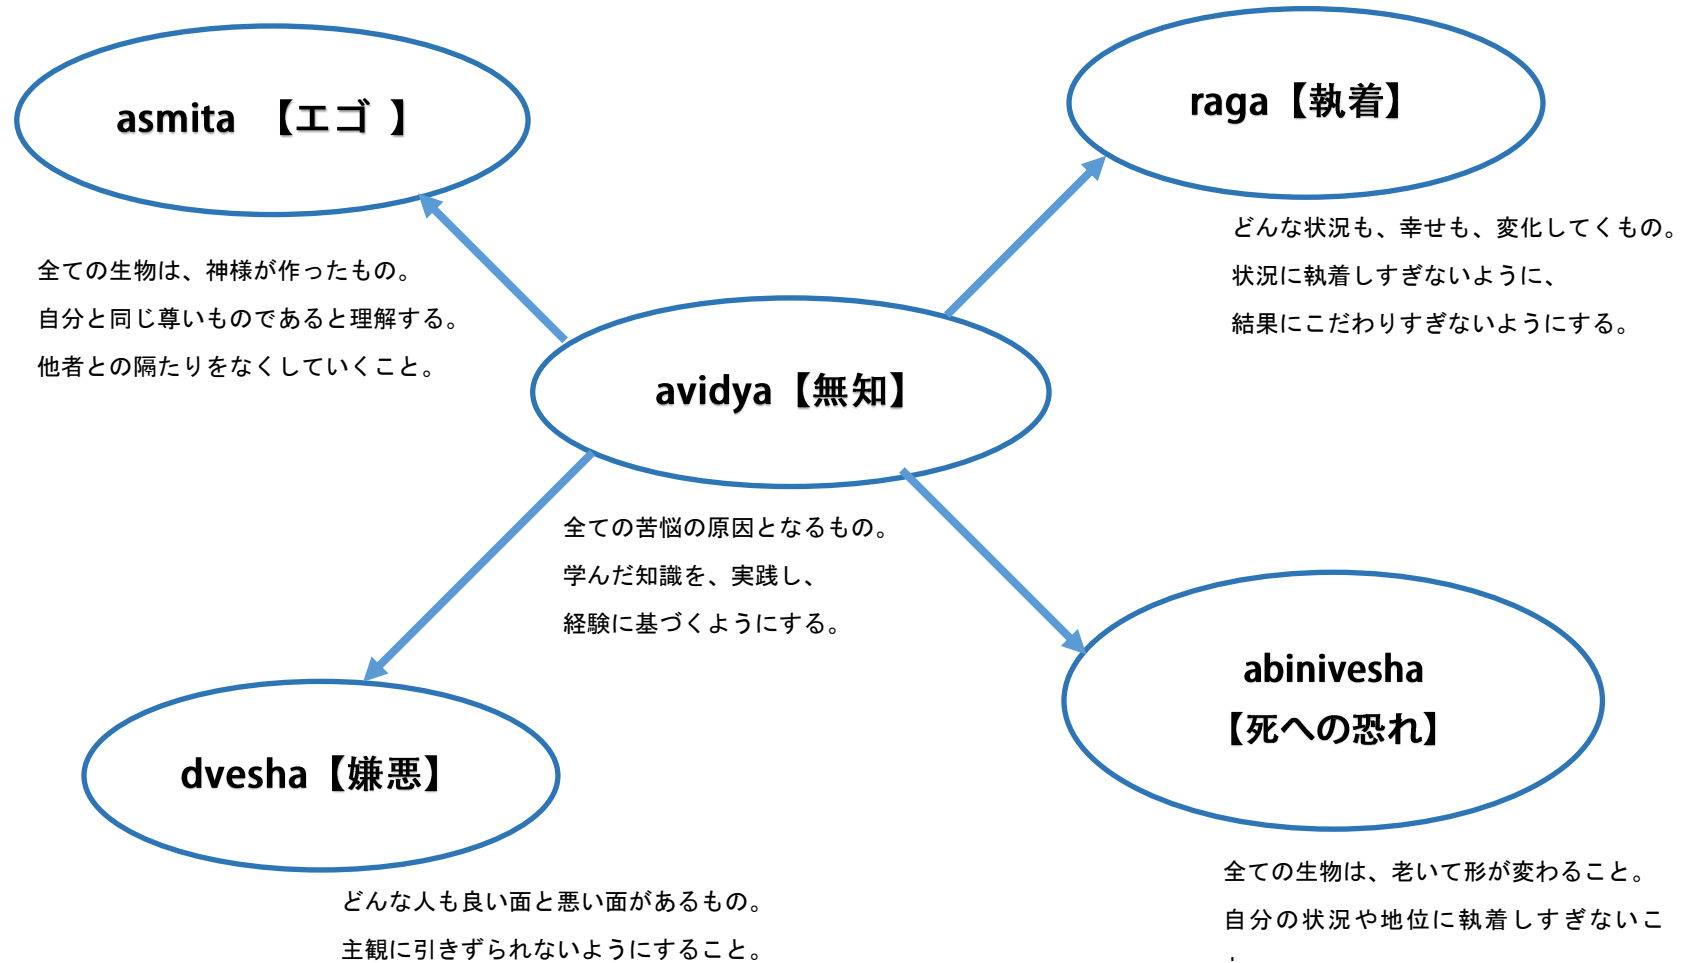 asmita 【エゴ 】
全ての生物は、神様が作ったもの。
自分と同じ尊いものであると理解する。
他者との隔たりをなくしていくこと。
raga【執着】
どんな状況も、幸せも、変化してくもの。
状況に執着しすぎないように、
結果にこだわりすぎないようにする。
avidya【無知】
全ての苦悩の原因となるもの。
学んだ知識を、実践し、
経験に基づくようにする。
dvesha【嫌悪】
どんな人も良い面と悪い面があるもの。
主観に引きずられないようにすること。
abinivesha
【死への恐れ】
全ての生物は、老いて形が変わること。
自分の状況や地位に執着しすぎないこ